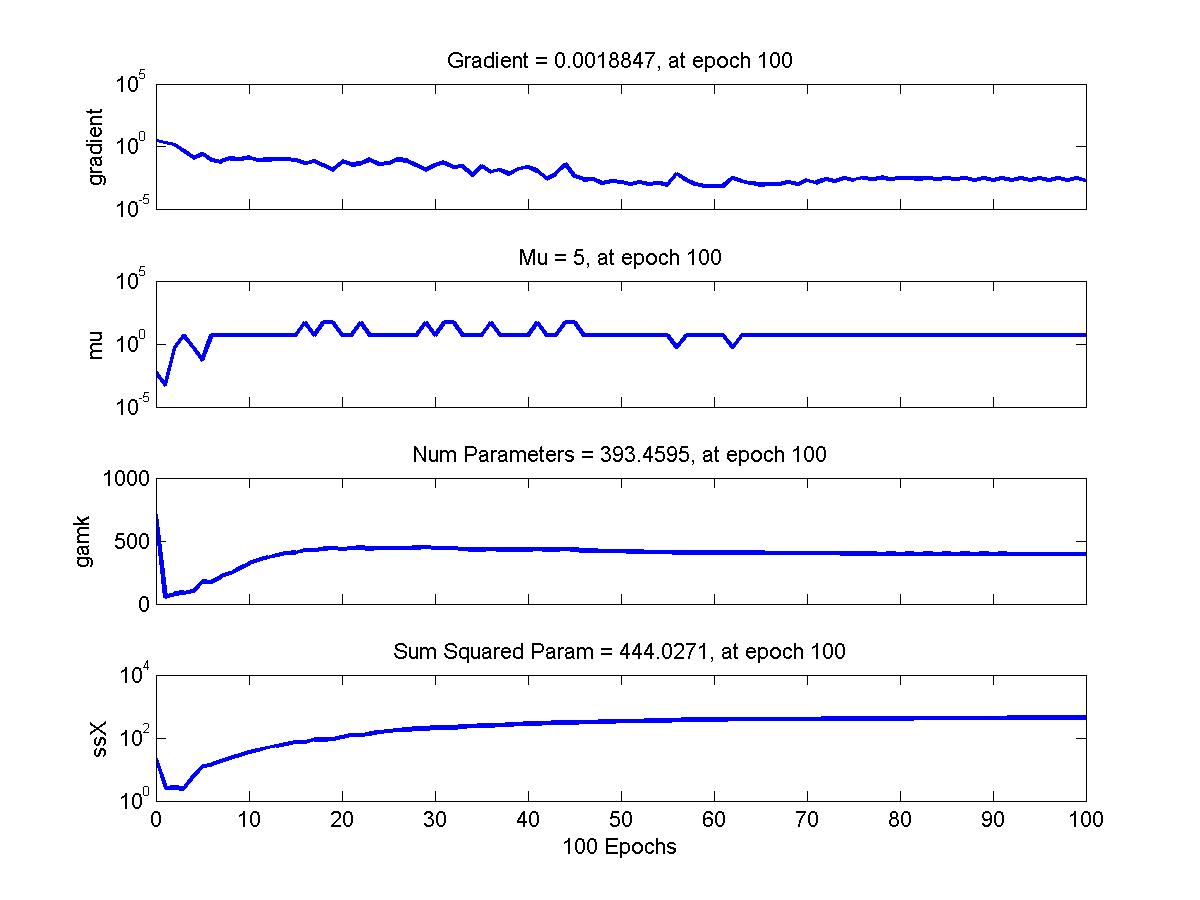 Gradient = 0.0018847, at epoch 100
10^5
10^0
10^-5
gradient
Mu = 5, at epoch 100
10^5
10^0
10^-5
mu
Num Parameters = 393.4595, at epoch 100
1000
500
0
gamk
Sum Squared Param = 444.0271, at epoch 100
10^4
10^2
10^0
ssX
0 10 20 30 40 50 60 70 80 90 100
100 Epochs